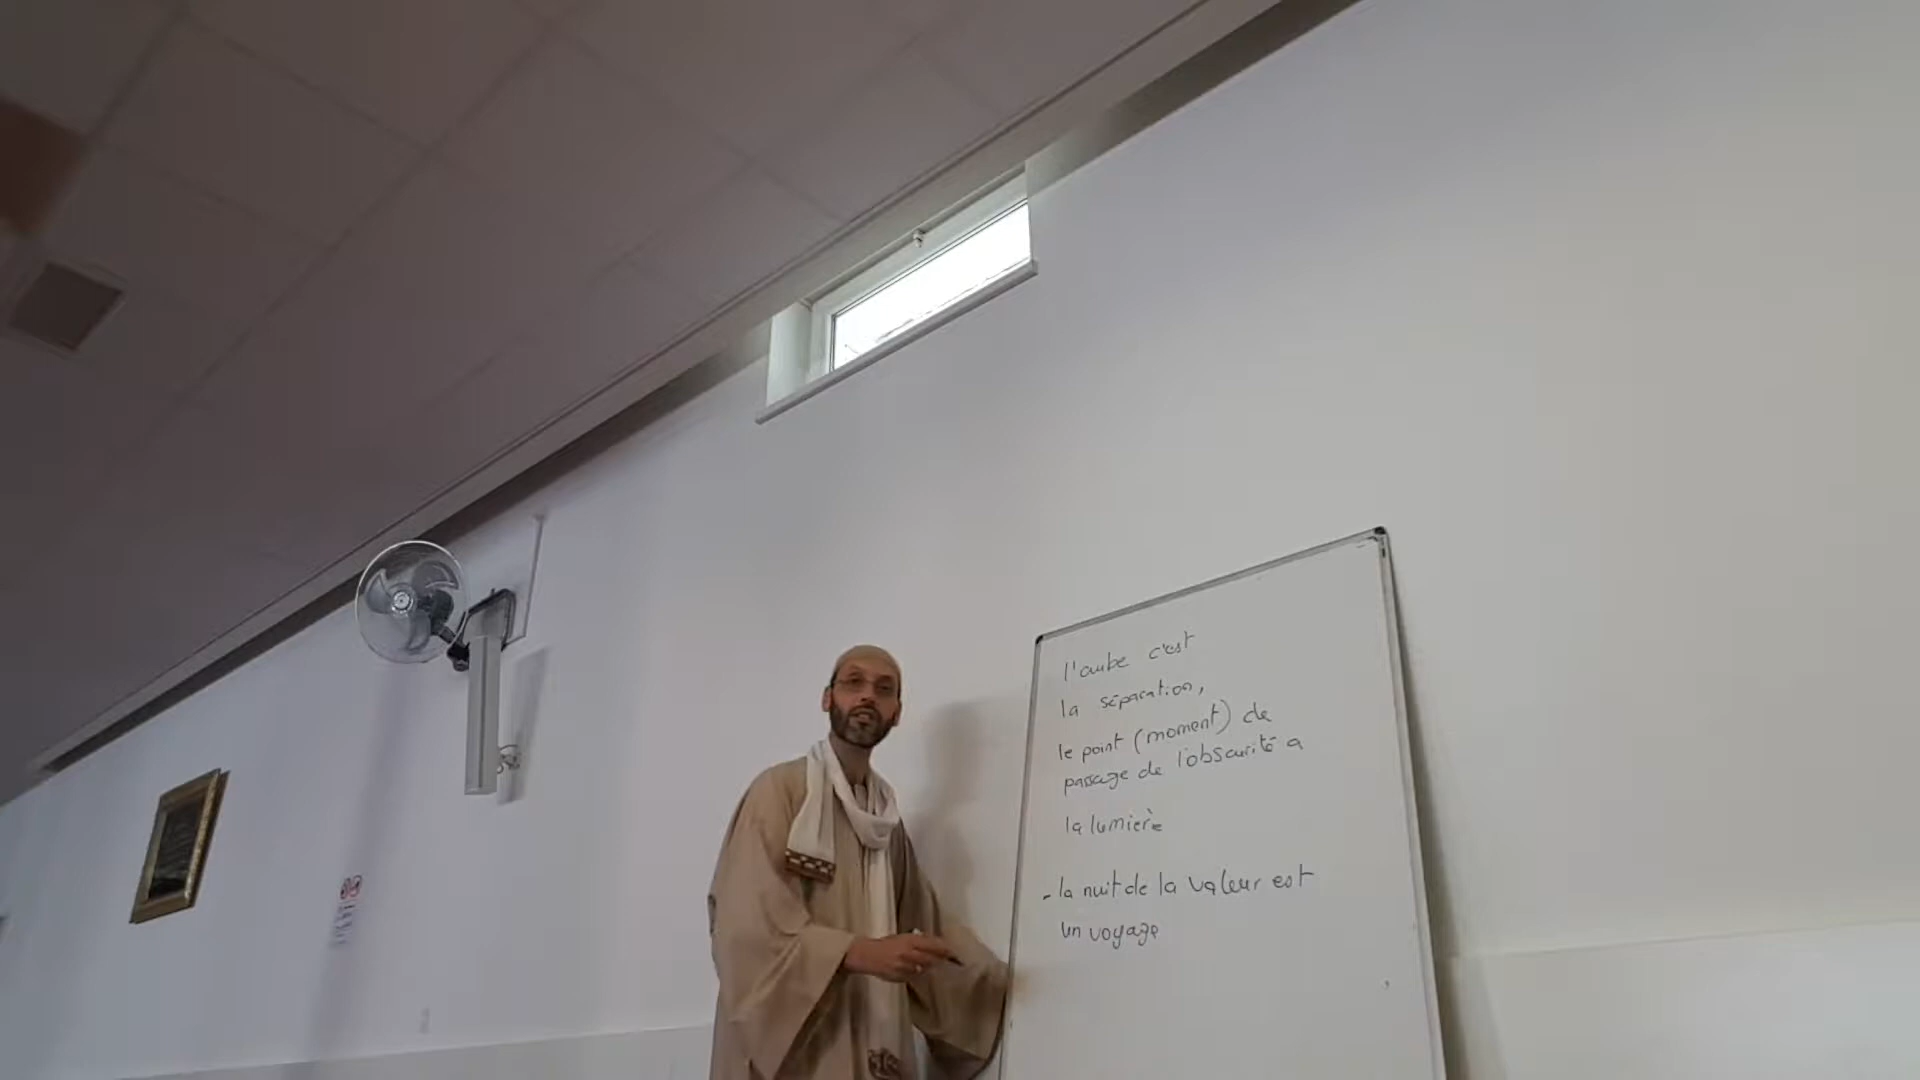 l'aube c'est
la séparation,
le point (moment) de
passage de l'obscurité a
la lumière
- la nuit de la valeur est
un voyage